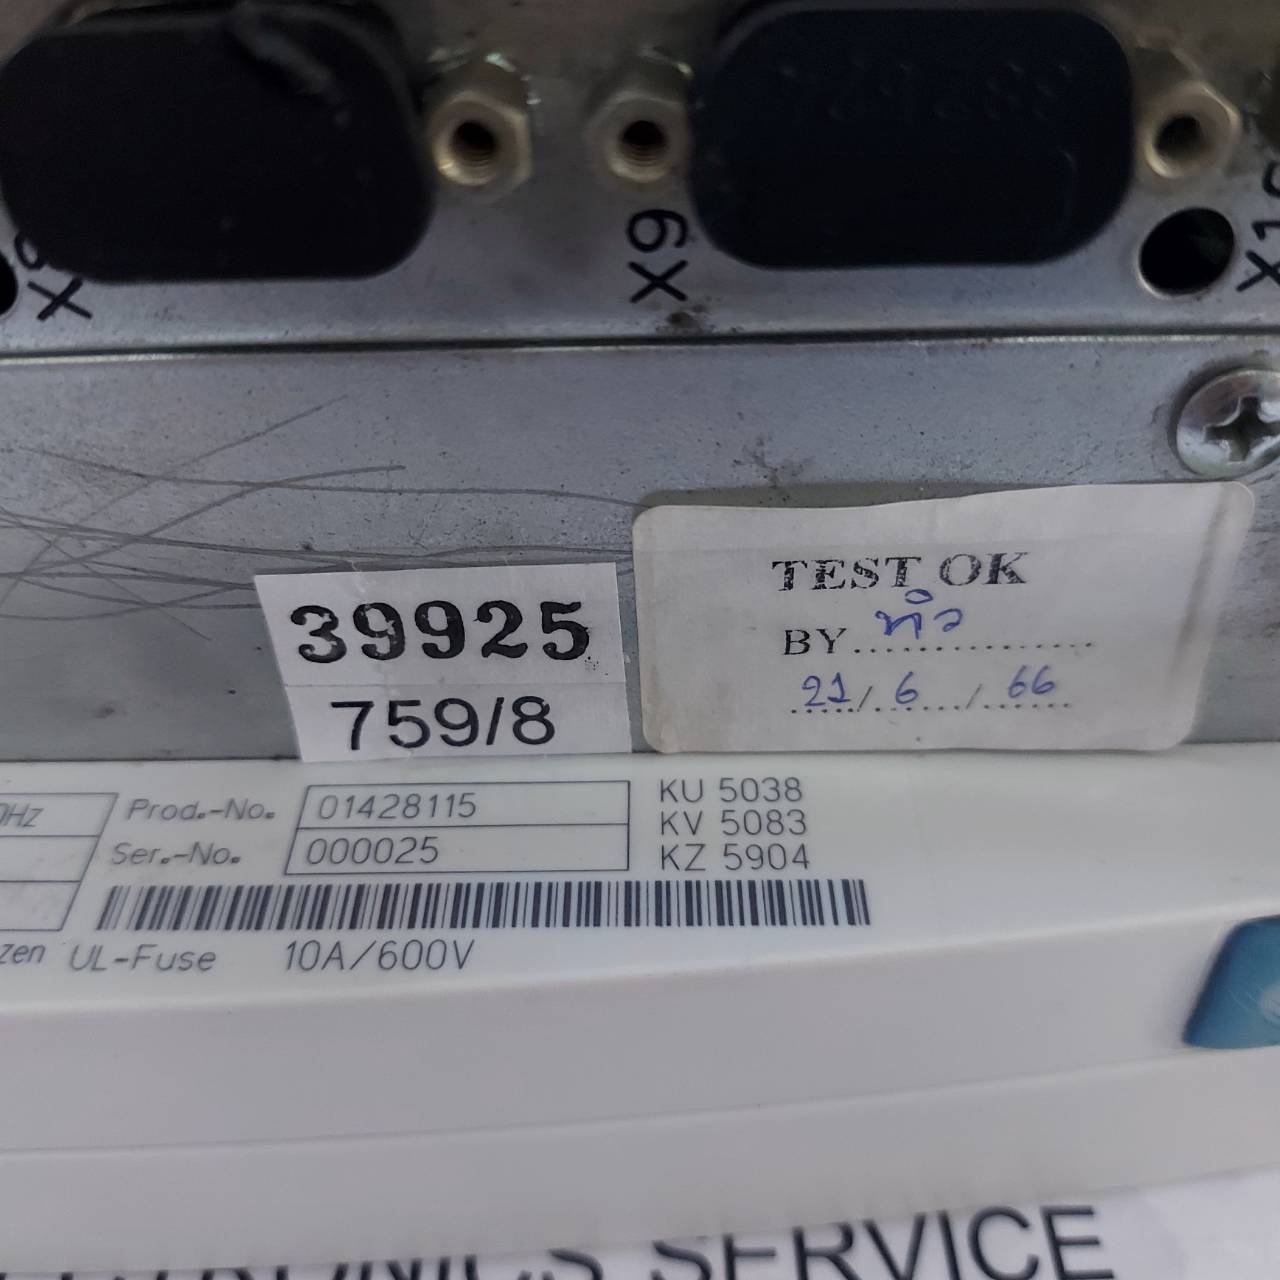 X9
TEST OK
BY ทิว
21/6/66
39925
759/8
Prod.-No. 01428115
Ser.-No. 000025
KU 5038
KV 5083
KZ 5904
UL-Fuse 10A/600V
SERVICE